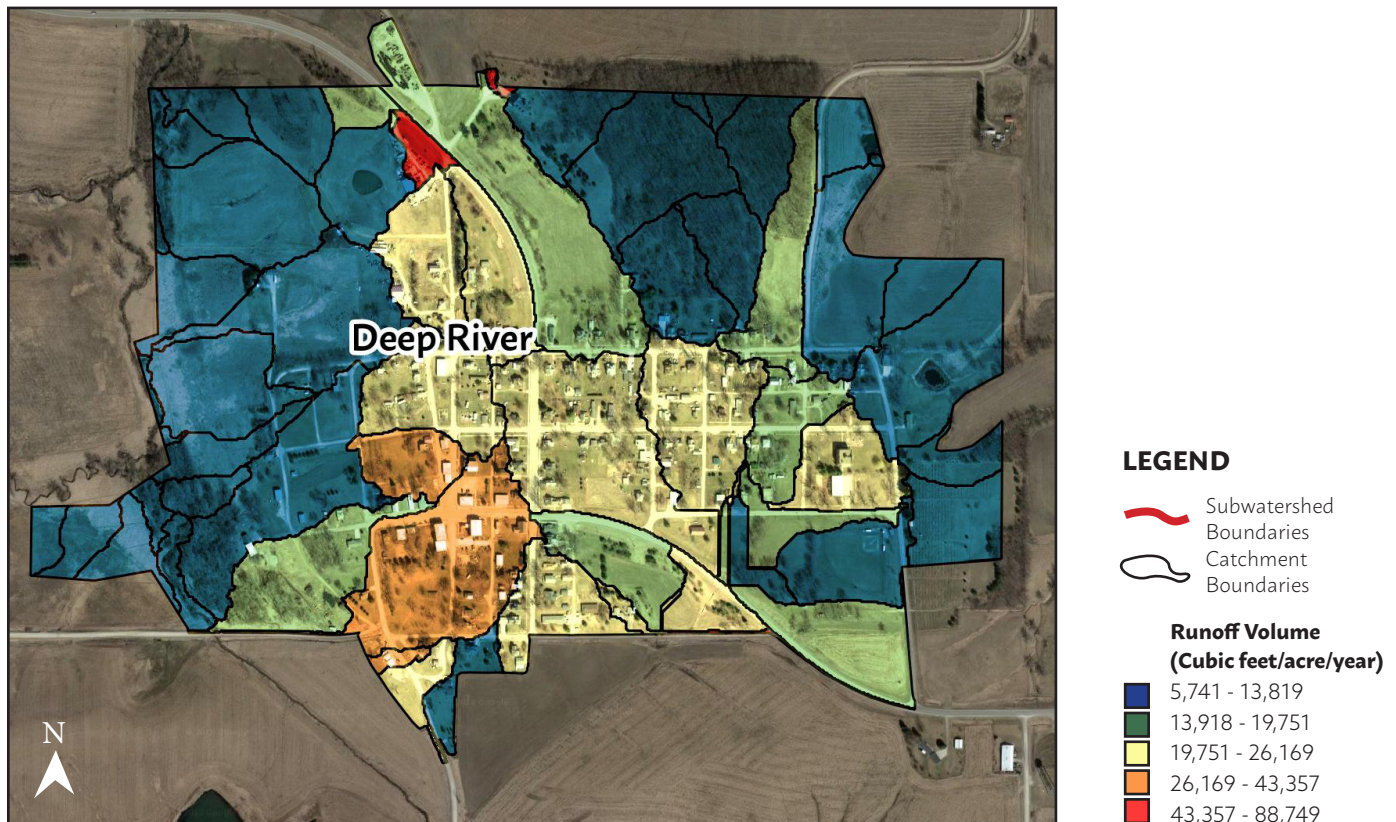 Deep River
N
LEGEND
Subwatershed
Boundaries
Catchment
Boundaries
Runoff Volume
(Cubic feet/acre/year)
5,741 - 13,819
13,918 - 19,751
19,751 - 26,169
26,169 - 43,357
43,357 - 88,749